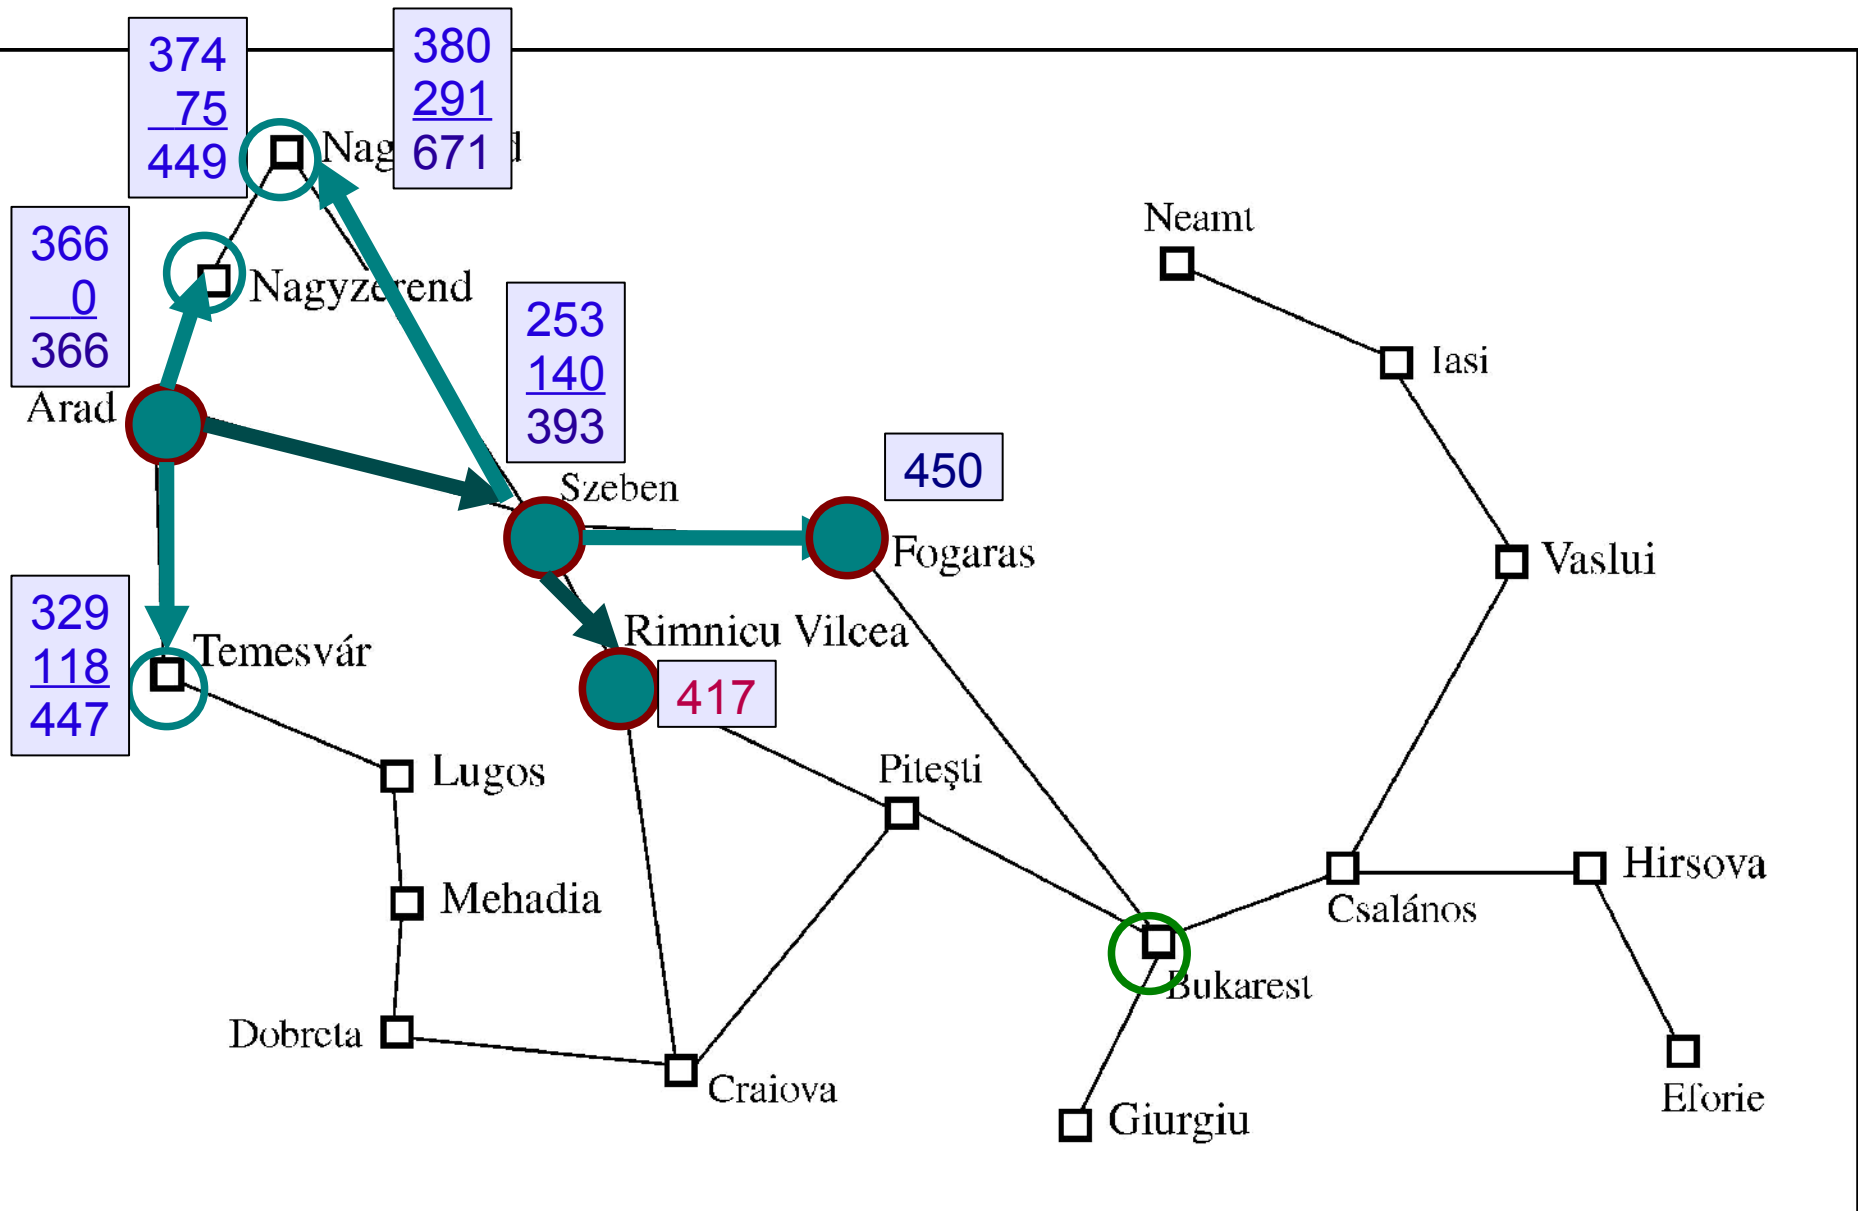 374
75
449
380
291
671
Nagyzerend
366
0
366
Arad
253
140
393
Szeben
450
Fogaras
Neamt
Iasi
Vaslui
329
118
447
Temesvár
Rimnicu Vilcea
417
Lugos
Piteşti
Mehadia
Hirsova
Csalános
Bukarest
Dobreta
Craiova
Giurgiu
Eforie